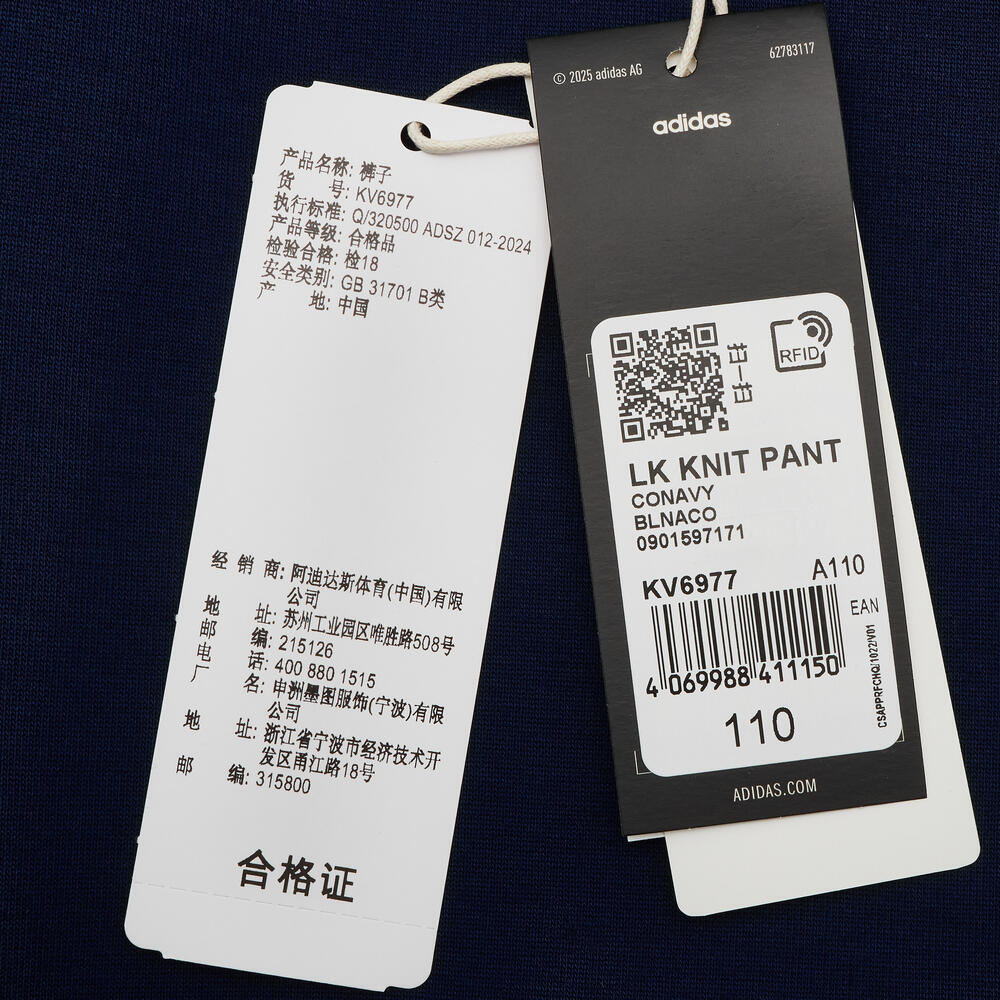 产品名称: 裤子
货 号: KV6977
执行标准: Q/320500 ADSZ 012-2024
产品等级: 合格品
检验合格: 检18
安全类别: GB 31701 B类
产 地: 中国
经 销 商: 阿迪达斯体育(中国)有限
公司
地 址: 苏州工业园区唯胜路508号
邮 编: 215126
电 话: 400 880 1515
厂 名: 申洲墨图服饰(宁波)有限
公司
地 址: 浙江省宁波市经济技术开
发区甬江路18号
邮 编: 315800
合格证
© 2025 adidas AG
62783117
adidas
RFID
LK KNIT PANT
CONAVY
BLNACO
0901597171
KV6977
A110
EAN
4 069988 411150
CSAPPRFCHQ/1022/V01
110
ADIDAS.COM